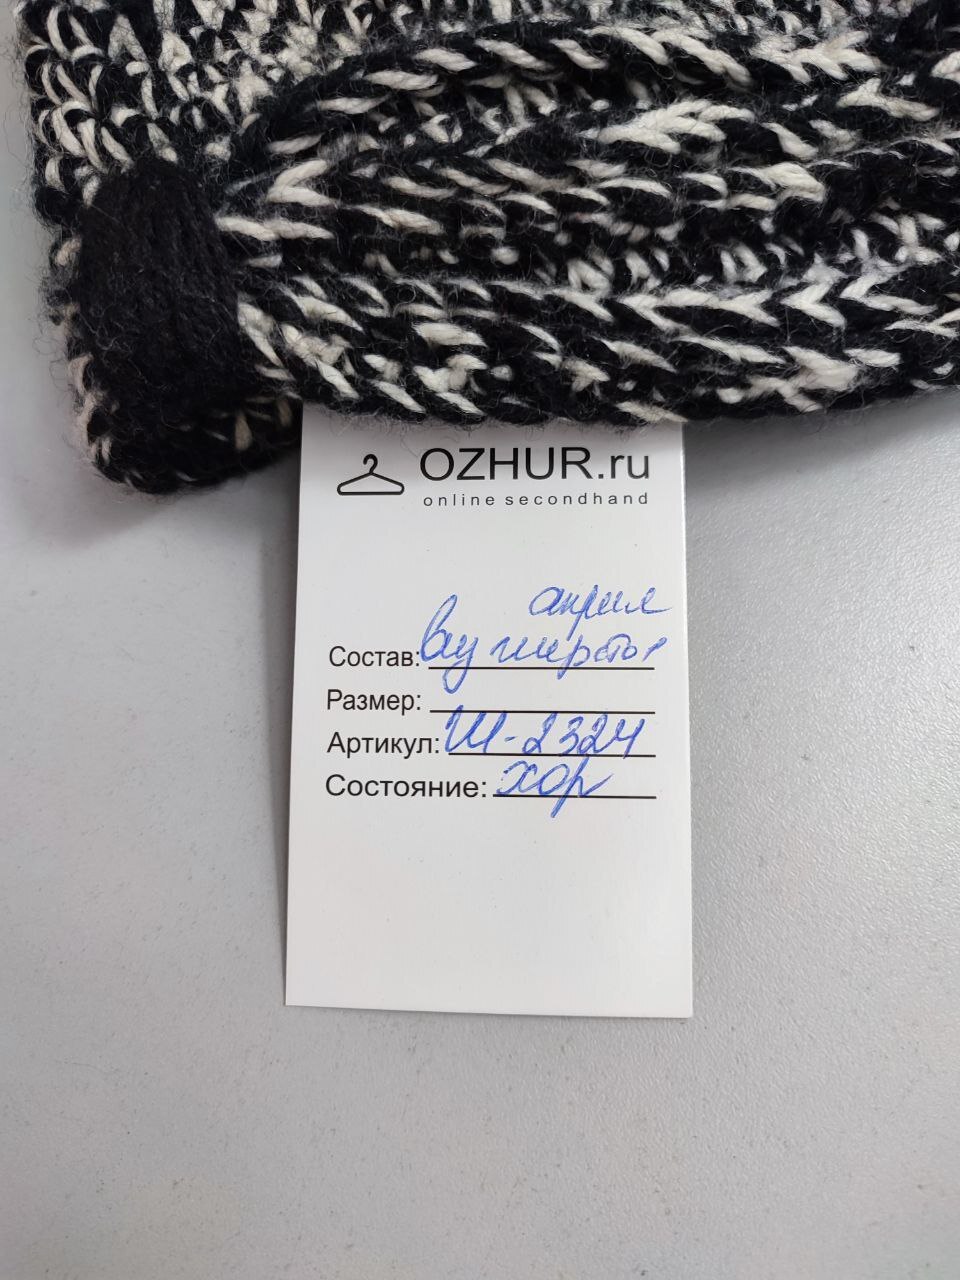 OZHUR.ru
online secondhand
акрил
Состав: шерсть
Размер:
Артикул: Ш-2324
Состояние: хор